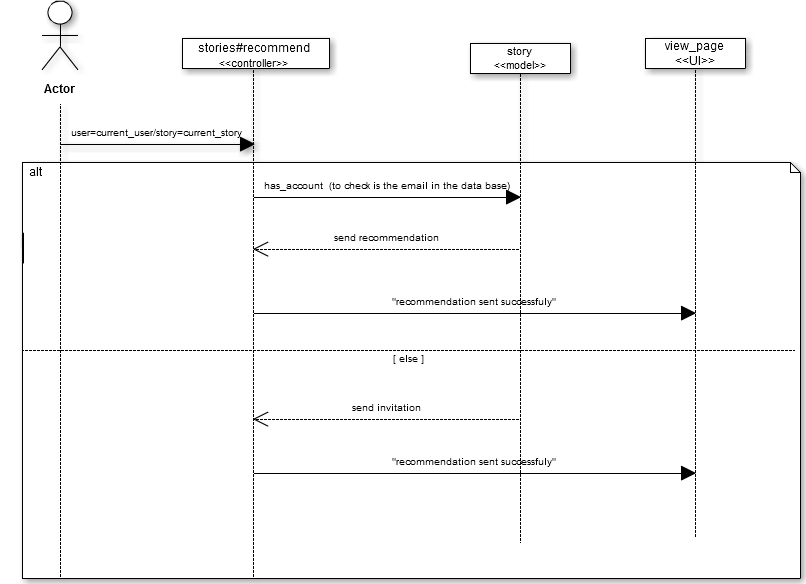 stories#recommend
<<controller>>
story
<<model>>
view_page
<<UI>>
Actor
user=current_user/story=current_story
alt
has_account (to check is the email in the data base)
send recommendation
"recommendation sent successfuly"
[ else ]
send invitation
"recommendation sent successfuly"